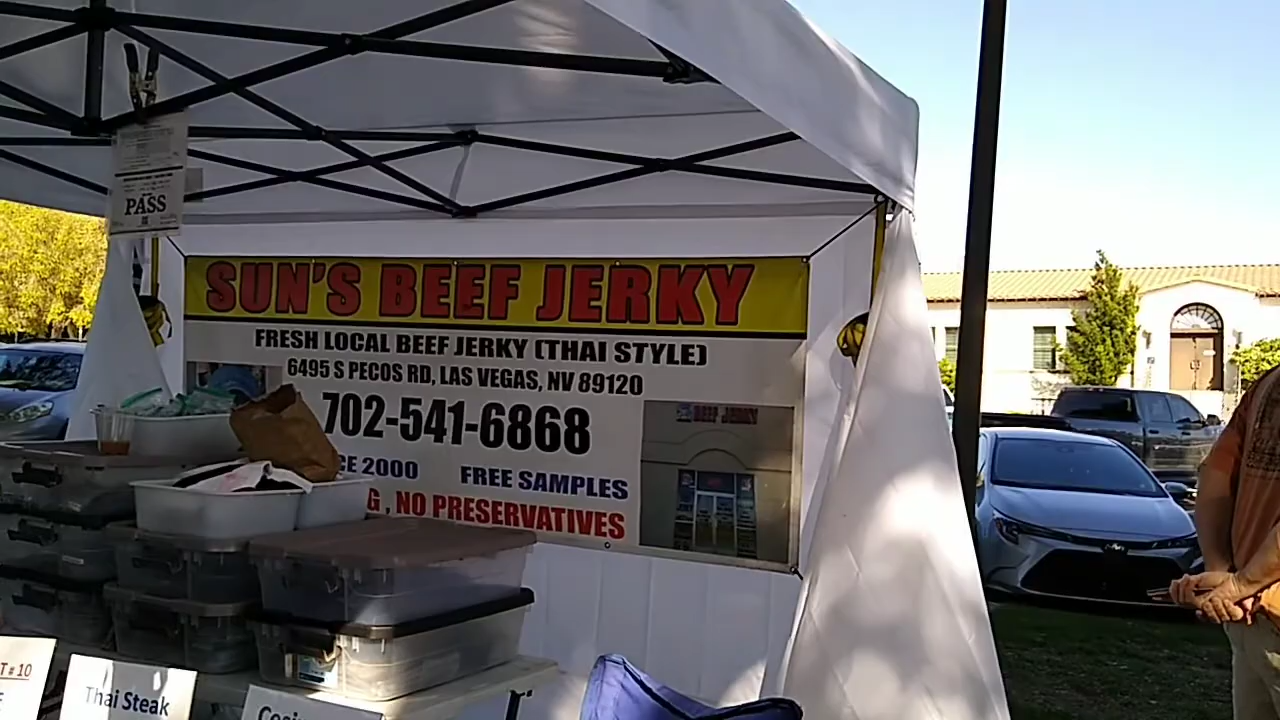 PASS
SUN'S BEEF JERKY
FRESH LOCAL BEEF JERKY (THAI STYLE)
6495 S PECOS RD, LAS VEGAS, NV 89120
702-541-6868
CE 2000 FREE SAMPLES
G, NO PRESERVATIVES
BEEF JERKY
T#10
Thai Steak